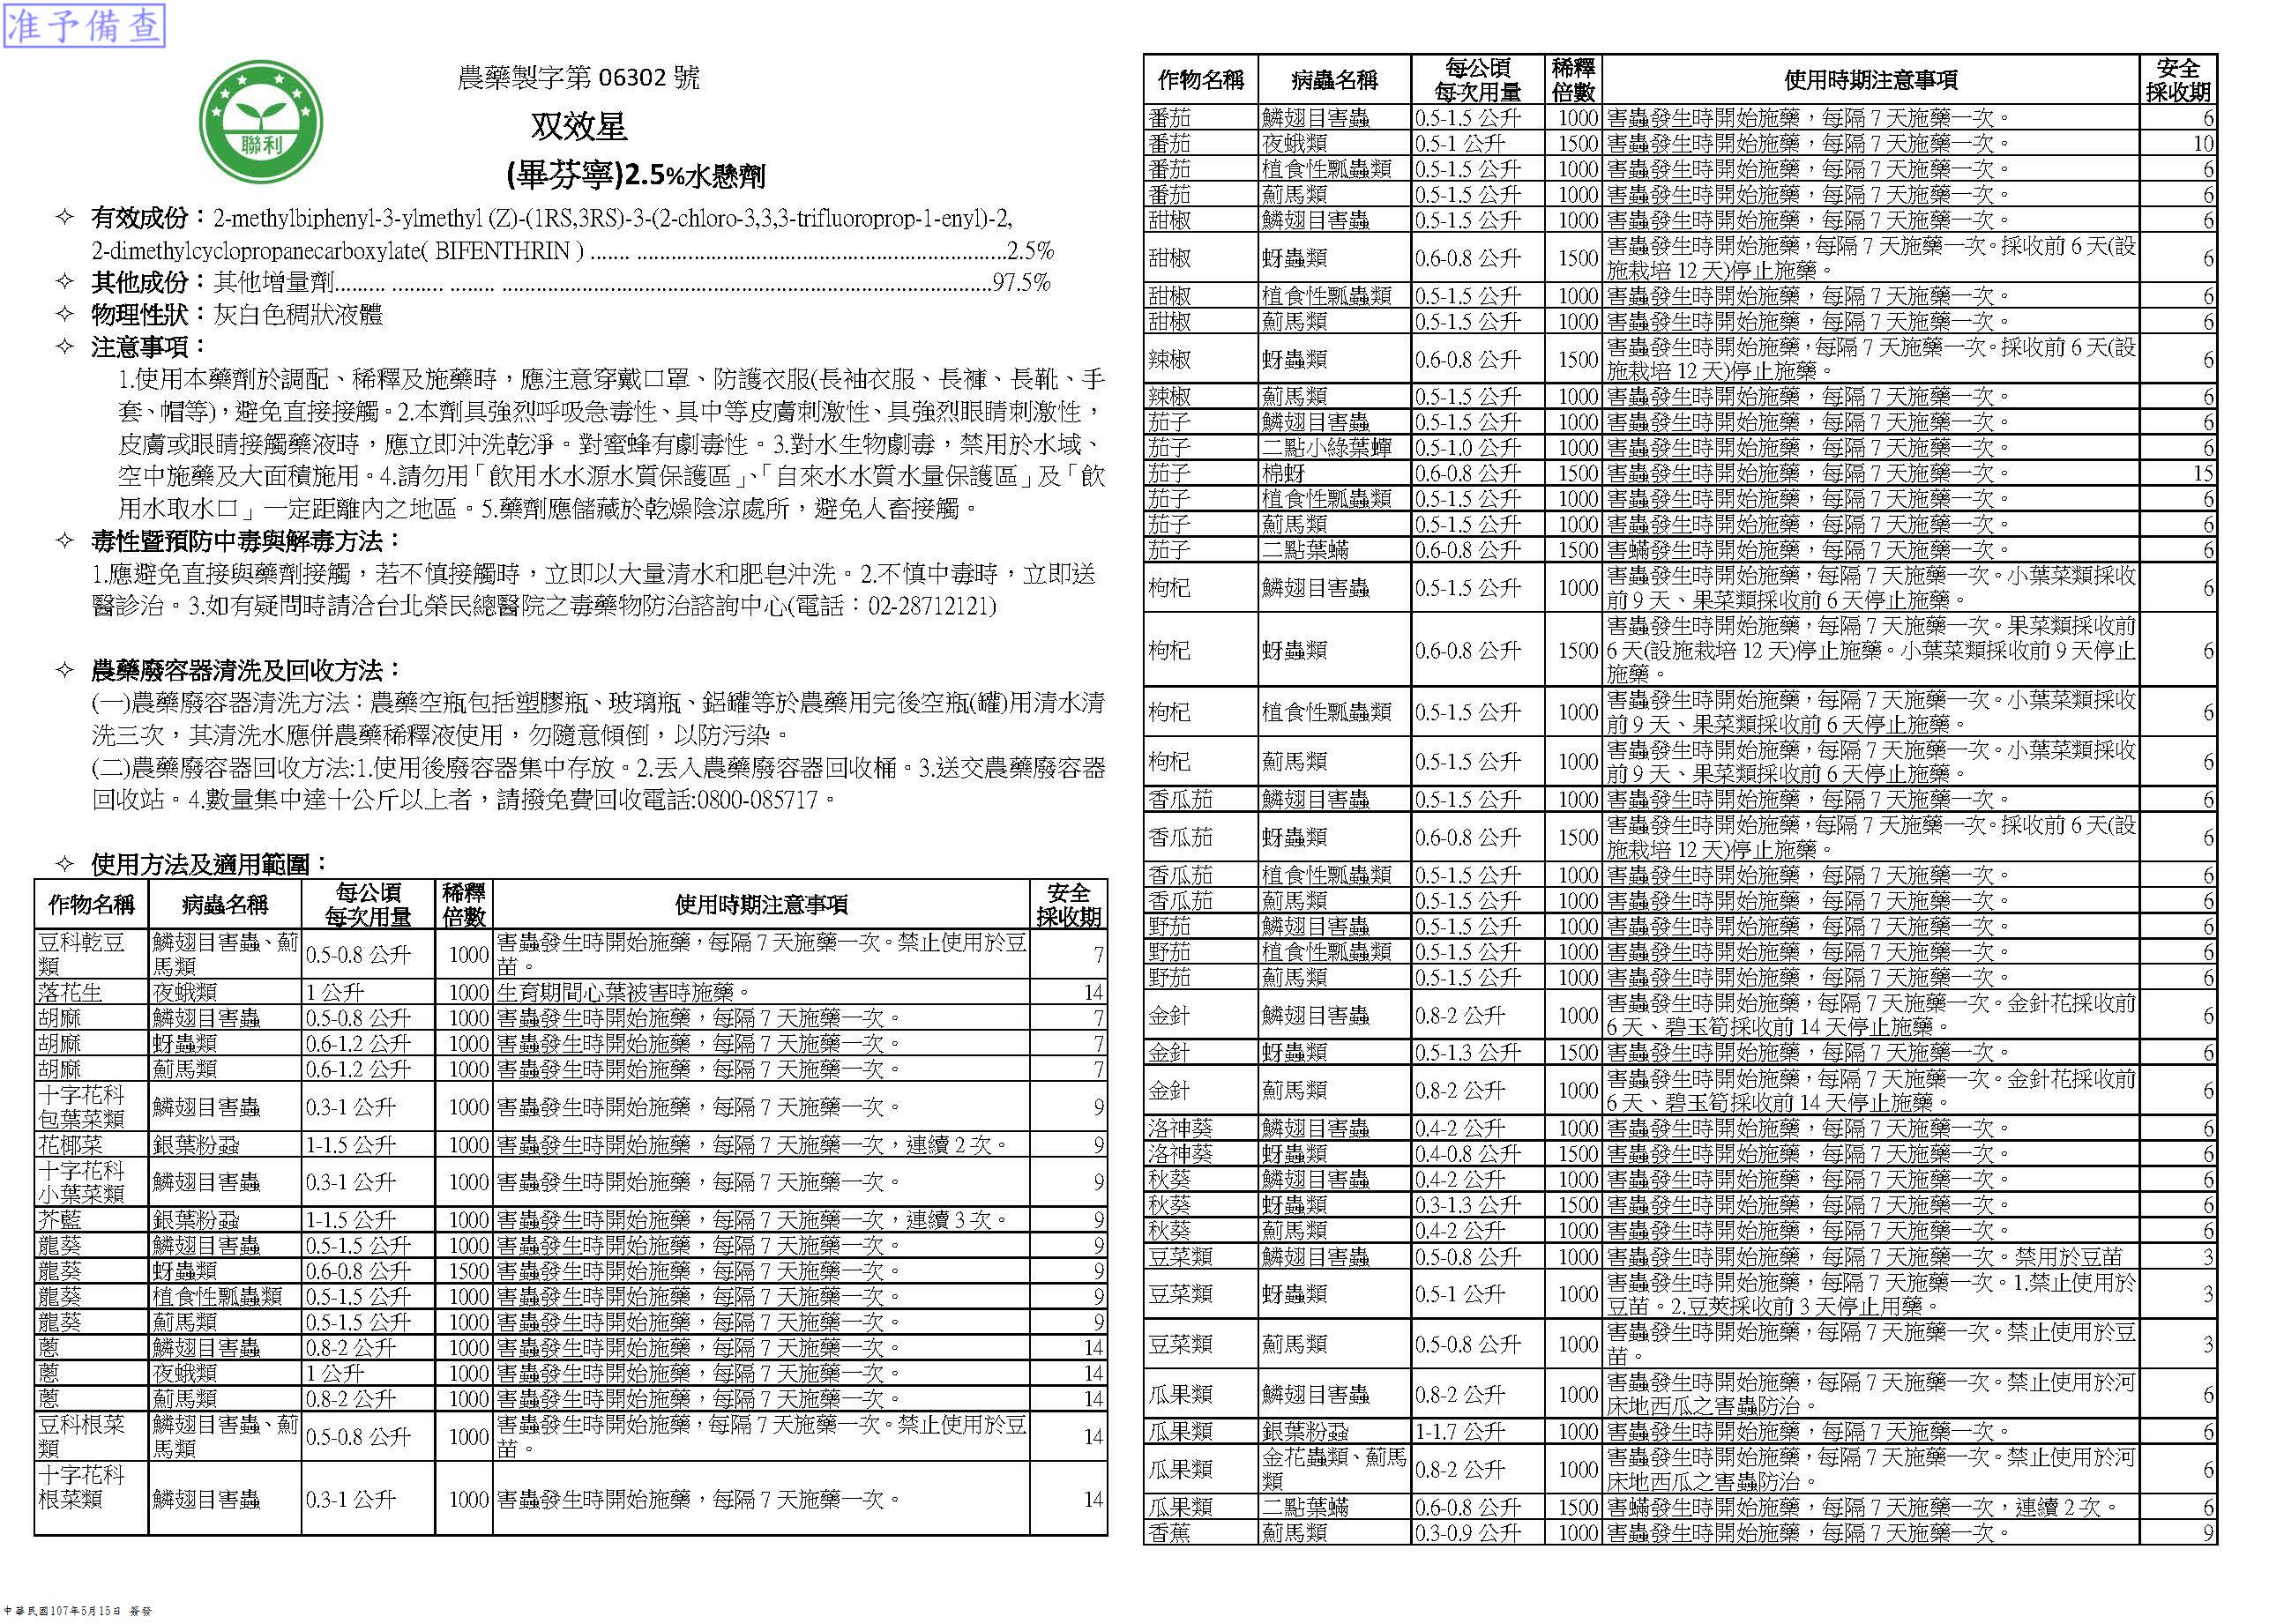 准予備查
聯利
農藥製字第 06302 號
双效星
(畢芬寧)2.5%水懸劑
✧ 有效成份：2-methylbiphenyl-3-ylmethyl (Z)-(1RS,3RS)-3-(2-chloro-3,3,3-trifluoroprop-1-enyl)-2,
2-dimethylcyclopropanecarboxylate( BIFENTHRIN ) ....... ..................................................................2.5%
✧ 其他成份：其他增量劑......... ......... ........ .......................................................................................97.5%
✧ 物理性狀：灰白色稠狀液體
✧ 注意事項：
1.使用本藥劑於調配、稀釋及施藥時，應注意穿戴口罩、防護衣服(長袖衣服、長褲、長靴、手
套、帽等)，避免直接接觸。2.本劑具強烈呼吸急毒性、具中等皮膚刺激性、具強烈眼睛刺激性，
皮膚或眼睛接觸藥液時，應立即沖洗乾淨。對蜜蜂有劇毒性。3.對水生物劇毒，禁用於水域、
空中施藥及大面積施用。4.請勿用「飲用水水源水質保護區」、「自來水水質水量保護區」及「飲
用水取水口」一定距離內之地區。5.藥劑應儲藏於乾燥陰涼處所，避免人畜接觸。
✧ 毒性暨預防中毒與解毒方法：
1.應避免直接與藥劑接觸，若不慎接觸時，立即以大量清水和肥皂沖洗。2.不慎中毒時，立即送
醫診治。3.如有疑問時請洽台北榮民總醫院之毒藥物防治諮詢中心(電話：02-28712121)
✧ 農藥廢容器清洗及回收方法：
(一)農藥廢容器清洗方法：農藥空瓶包括塑膠瓶、玻璃瓶、鋁罐等於農藥用完後空瓶(罐)用清水清
洗三次，其清洗水應併農藥稀釋液使用，勿隨意傾倒，以防污染。
(二)農藥廢容器回收方法:1.使用後廢容器集中存放。2.丟入農藥廢容器回收桶。3.送交農藥廢容器
回收站。4.數量集中達十公斤以上者，請撥免費回收電話:0800-085717。
✧ 使用方法及適用範圍：
作物名稱 病蟲名稱 每公頃 每次用量 稀釋 倍數 使用時期注意事項 安全 採收期
豆科乾豆 鱗翅目害蟲、薊 0.5-0.8 公升 1000 害蟲發生時開始施藥，每隔 7 天施藥一次。禁止使用於豆 7
類 馬類 苗。
落花生 夜蛾類 1 公升 1000 生育期間心葉被害時施藥。 14
胡麻 鱗翅目害蟲 0.5-0.8 公升 1000 害蟲發生時開始施藥，每隔 7 天施藥一次。 7
胡麻 蚜蟲類 0.6-1.2 公升 1000 害蟲發生時開始施藥，每隔 7 天施藥一次。 7
胡麻 薊馬類 0.6-1.2 公升 1000 害蟲發生時開始施藥，每隔 7 天施藥一次。 7
十字花科
包葉菜類 鱗翅目害蟲 0.3-1 公升 1000 害蟲發生時開始施藥，每隔 7 天施藥一次。 9
花椰菜 銀葉粉蝨 1-1.5 公升 1000 害蟲發生時開始施藥，每隔 7 天施藥一次，連續 2 次。 9
十字花科
小葉菜類 鱗翅目害蟲 0.3-1 公升 1000 害蟲發生時開始施藥，每隔 7 天施藥一次。 9
芥藍 銀葉粉蝨 1-1.5 公升 1000 害蟲發生時開始施藥，每隔 7 天施藥一次，連續 3 次。 9
龍葵 鱗翅目害蟲 0.5-1.5 公升 1000 害蟲發生時開始施藥，每隔 7 天施藥一次。 9
龍葵 蚜蟲類 0.6-0.8 公升 1500 害蟲發生時開始施藥，每隔 7 天施藥一次。 9
龍葵 植食性瓢蟲類 0.5-1.5 公升 1000 害蟲發生時開始施藥，每隔 7 天施藥一次。 9
龍葵 薊馬類 0.5-1.5 公升 1000 害蟲發生時開始施藥，每隔 7 天施藥一次。 9
蔥 鱗翅目害蟲 0.8-2 公升 1000 害蟲發生時開始施藥，每隔 7 天施藥一次。 14
蔥 夜蛾類 1 公升 1000 害蟲發生時開始施藥，每隔 7 天施藥一次。 14
蔥 薊馬類 0.8-2 公升 1000 害蟲發生時開始施藥，每隔 7 天施藥一次。 14
豆科根菜 鱗翅目害蟲、薊 0.5-0.8 公升 1000 害蟲發生時開始施藥，每隔 7 天施藥一次。禁止使用於豆 14
類 馬類 苗。
十字花科
根菜類 鱗翅目害蟲 0.3-1 公升 1000 害蟲發生時開始施藥，每隔 7 天施藥一次。 14
作物名稱 病蟲名稱 每公頃 每次用量 稀釋 倍數 使用時期注意事項 安全 採收期
番茄 鱗翅目害蟲 0.5-1.5 公升 1000 害蟲發生時開始施藥，每隔 7 天施藥一次。 6
番茄 夜蛾類 0.5-1 公升 1500 害蟲發生時開始施藥，每隔 7 天施藥一次。 10
番茄 植食性瓢蟲類 0.5-1.5 公升 1000 害蟲發生時開始施藥，每隔 7 天施藥一次。 6
番茄 薊馬類 0.5-1.5 公升 1000 害蟲發生時開始施藥，每隔 7 天施藥一次。 6
甜椒 鱗翅目害蟲 0.5-1.5 公升 1000 害蟲發生時開始施藥，每隔 7 天施藥一次。 6
甜椒 蚜蟲類 0.6-0.8 公升 1500 害蟲發生時開始施藥，每隔 7 天施藥一次。採收前 6 天(設 6
施栽培 12 天)停止施藥。
甜椒 植食性瓢蟲類 0.5-1.5 公升 1000 害蟲發生時開始施藥，每隔 7 天施藥一次。 6
甜椒 薊馬類 0.5-1.5 公升 1000 害蟲發生時開始施藥，每隔 7 天施藥一次。 6
辣椒 蚜蟲類 0.6-0.8 公升 1500 害蟲發生時開始施藥，每隔 7 天施藥一次。採收前 6 天(設 6
施栽培 12 天)停止施藥。
辣椒 薊馬類 0.5-1.5 公升 1000 害蟲發生時開始施藥，每隔 7 天施藥一次。 6
茄子 鱗翅目害蟲 0.5-1.5 公升 1000 害蟲發生時開始施藥，每隔 7 天施藥一次。 6
茄子 二點小綠葉蟬 0.5-1.0 公升 1000 害蟲發生時開始施藥，每隔 7 天施藥一次。 6
茄子 棉蚜 0.6-0.8 公升 1500 害蟲發生時開始施藥，每隔 7 天施藥一次。 15
茄子 植食性瓢蟲類 0.5-1.5 公升 1000 害蟲發生時開始施藥，每隔 7 天施藥一次。 6
茄子 薊馬類 0.5-1.5 公升 1000 害蟲發生時開始施藥，每隔 7 天施藥一次。 6
茄子 二點葉蟎 0.6-0.8 公升 1500 害蟎發生時開始施藥，每隔 7 天施藥一次。 6
枸杞 鱗翅目害蟲 0.5-1.5 公升 1000 害蟲發生時開始施藥，每隔 7 天施藥一次。小葉菜類採收 6
前 9 天、果菜類採收前 6 天停止施藥。
枸杞 蚜蟲類 0.6-0.8 公升 1500 害蟲發生時開始施藥，每隔 7 天施藥一次。果菜類採收前 6
6 天(設施栽培 12 天)停止施藥。小葉菜類採收前 9 天停止
施藥。
枸杞 植食性瓢蟲類 0.5-1.5 公升 1000 害蟲發生時開始施藥，每隔 7 天施藥一次。小葉菜類採收 6
前 9 天、果菜類採收前 6 天停止施藥。
枸杞 薊馬類 0.5-1.5 公升 1000 害蟲發生時開始施藥，每隔 7 天施藥一次。小葉菜類採收 6
前 9 天、果菜類採收前 6 天停止施藥。
香瓜茄 鱗翅目害蟲 0.5-1.5 公升 1000 害蟲發生時開始施藥，每隔 7 天施藥一次。 6
香瓜茄 蚜蟲類 0.6-0.8 公升 1500 害蟲發生時開始施藥，每隔 7 天施藥一次。採收前 6 天(設 6
施栽培 12 天)停止施藥。
香瓜茄 植食性瓢蟲類 0.5-1.5 公升 1000 害蟲發生時開始施藥，每隔 7 天施藥一次。 6
香瓜茄 薊馬類 0.5-1.5 公升 1000 害蟲發生時開始施藥，每隔 7 天施藥一次。 6
野茄 鱗翅目害蟲 0.5-1.5 公升 1000 害蟲發生時開始施藥，每隔 7 天施藥一次。 6
野茄 植食性瓢蟲類 0.5-1.5 公升 1000 害蟲發生時開始施藥，每隔 7 天施藥一次。 6
野茄 薊馬類 0.5-1.5 公升 1000 害蟲發生時開始施藥，每隔 7 天施藥一次。 6
金針 鱗翅目害蟲 0.8-2 公升 1000 害蟲發生時開始施藥，每隔 7 天施藥一次。金針花採收前 6
6 天、碧玉筍採收前 14 天停止施藥。
金針 蚜蟲類 0.5-1.3 公升 1500 害蟲發生時開始施藥，每隔 7 天施藥一次。 6
金針 薊馬類 0.8-2 公升 1000 害蟲發生時開始施藥，每隔 7 天施藥一次。金針花採收前 6
6 天、碧玉筍採收前 14 天停止施藥。
洛神葵 鱗翅目害蟲 0.4-2 公升 1000 害蟲發生時開始施藥，每隔 7 天施藥一次。 6
洛神葵 蚜蟲類 0.4-0.8 公升 1500 害蟲發生時開始施藥，每隔 7 天施藥一次。 6
秋葵 鱗翅目害蟲 0.4-2 公升 1000 害蟲發生時開始施藥，每隔 7 天施藥一次。 6
秋葵 蚜蟲類 0.3-1.3 公升 1500 害蟲發生時開始施藥，每隔 7 天施藥一次。 6
秋葵 薊馬類 0.4-2 公升 1000 害蟲發生時開始施藥，每隔 7 天施藥一次。 6
豆菜類 鱗翅目害蟲 0.5-0.8 公升 1000 害蟲發生時開始施藥，每隔 7 天施藥一次。禁用於豆苗 3
豆菜類 蚜蟲類 0.5-1 公升 1000 害蟲發生時開始施藥，每隔 7 天施藥一次。1.禁止使用於 3
豆苗。2.豆莢採收前 3 天停止用藥。
豆菜類 薊馬類 0.5-0.8 公升 1000 害蟲發生時開始施藥，每隔 7 天施藥一次。禁止使用於豆 3
苗。
瓜果類 鱗翅目害蟲 0.8-2 公升 1000 害蟲發生時開始施藥，每隔 7 天施藥一次。禁止使用於河 6
床地西瓜之害蟲防治。
瓜果類 銀葉粉蝨 1-1.7 公升 1000 害蟲發生時開始施藥，每隔 7 天施藥一次。 6
瓜果類 金花蟲類、薊馬 0.8-2 公升 1000 害蟲發生時開始施藥，每隔 7 天施藥一次。禁止使用於河 6
類 床地西瓜之害蟲防治。
瓜果類 二點葉蟎 0.6-0.8 公升 1500 害蟎發生時開始施藥，每隔 7 天施藥一次，連續 2 次。 6
香蕉 薊馬類 0.3-0.9 公升 1000 害蟲發生時開始施藥，每隔 7 天施藥一次。 9
中華民國107年5月15日 簽發